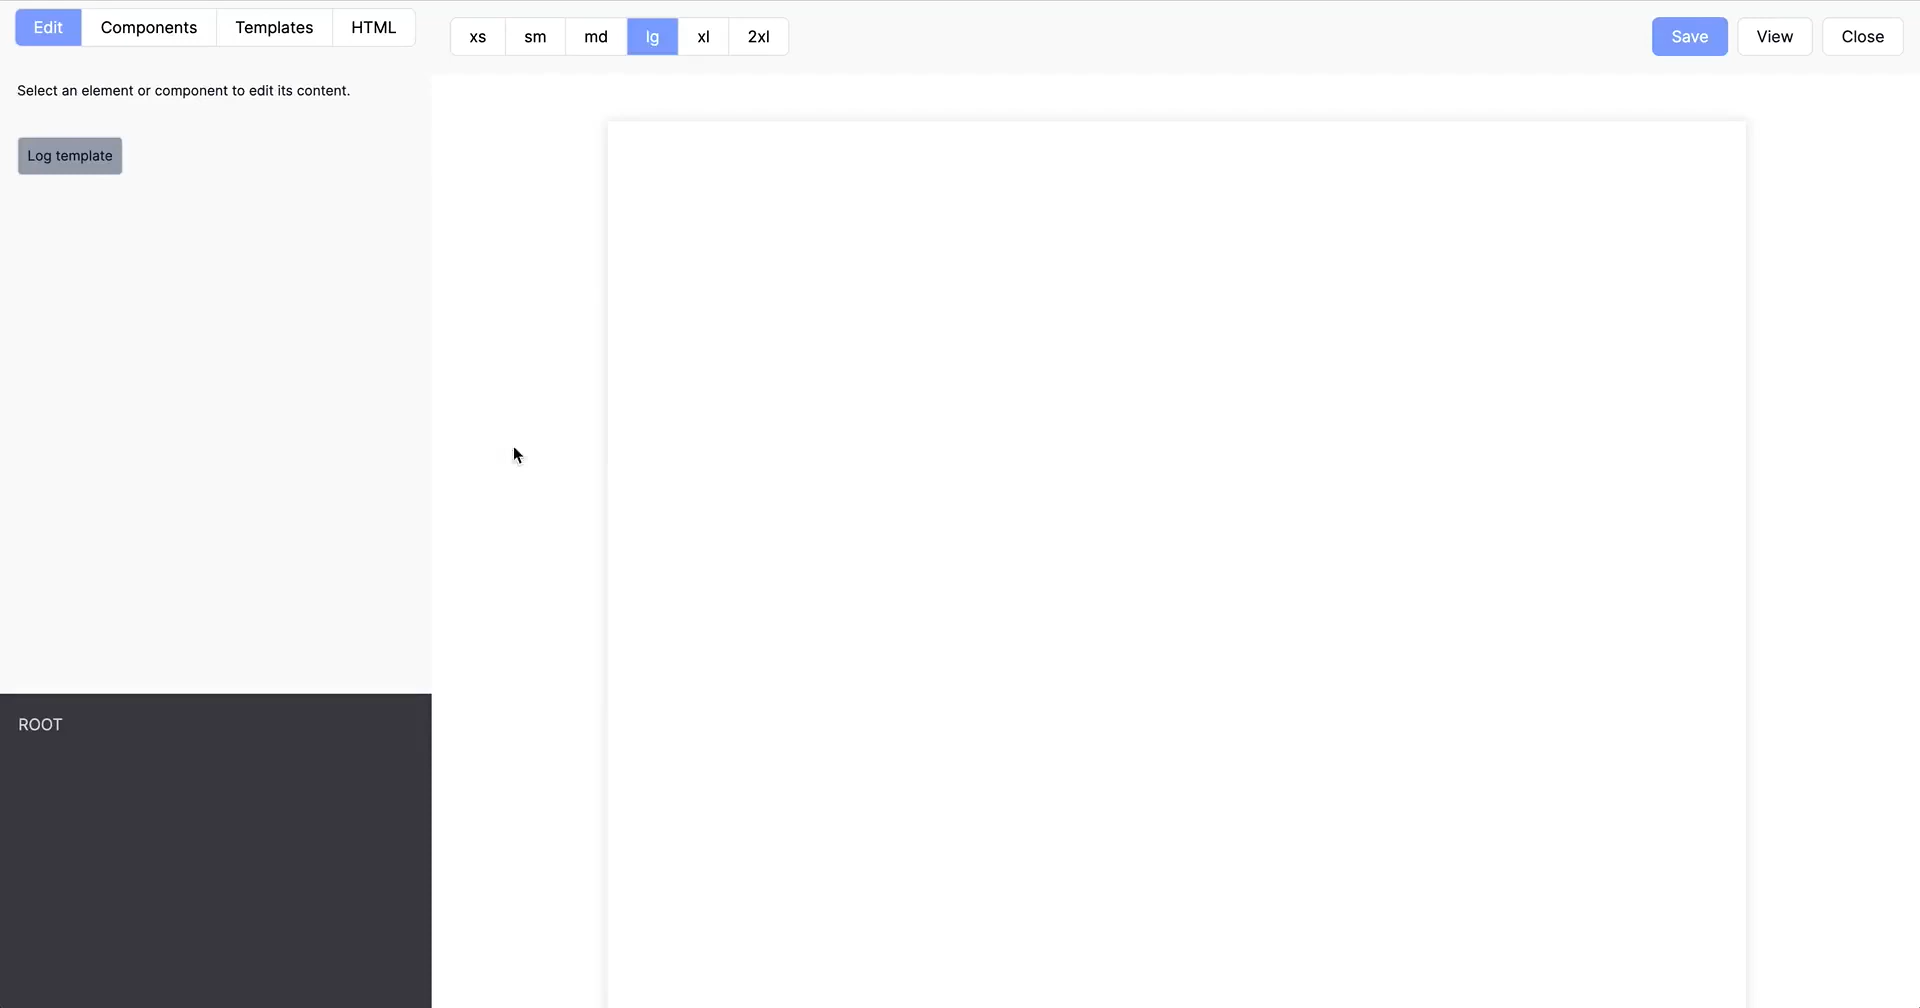 Edit Components Templates HTML
xs sm md lg xl 2xl
Save View Close
Select an element or component to edit its content.
Log template
ROOT